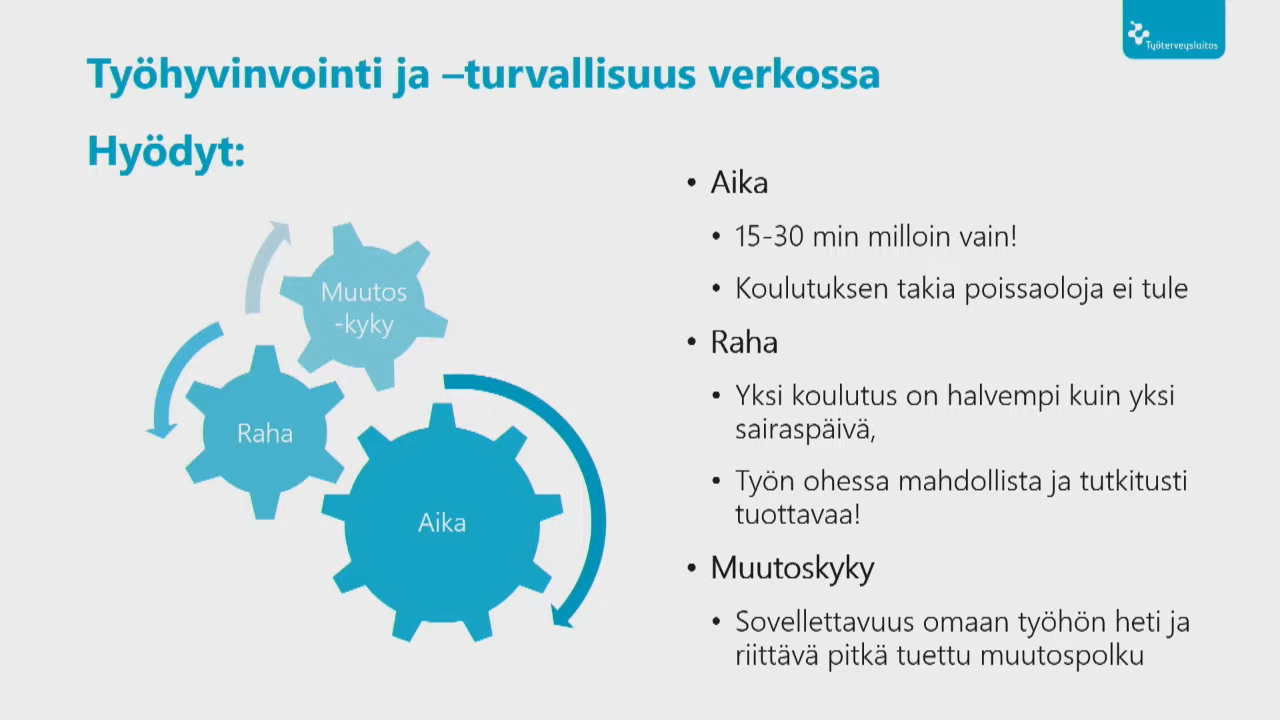 Työterveyslaitos
Työhyvinvointi ja –turvallisuus verkossa
Hyödyt:
Muutos
-kyky
Raha
Aika
• Aika
• 15-30 min milloin vain!
• Koulutuksen takia poissaoloja ei tule
• Raha
• Yksi koulutus on halvempi kuin yksi
sairaspäivä,
• Työn ohessa mahdollista ja tutkitusti
tuottavaa!
• Muutoskyky
• Sovellettavuus omaan työhön heti ja
riittävä pitkä tuettu muutospolku